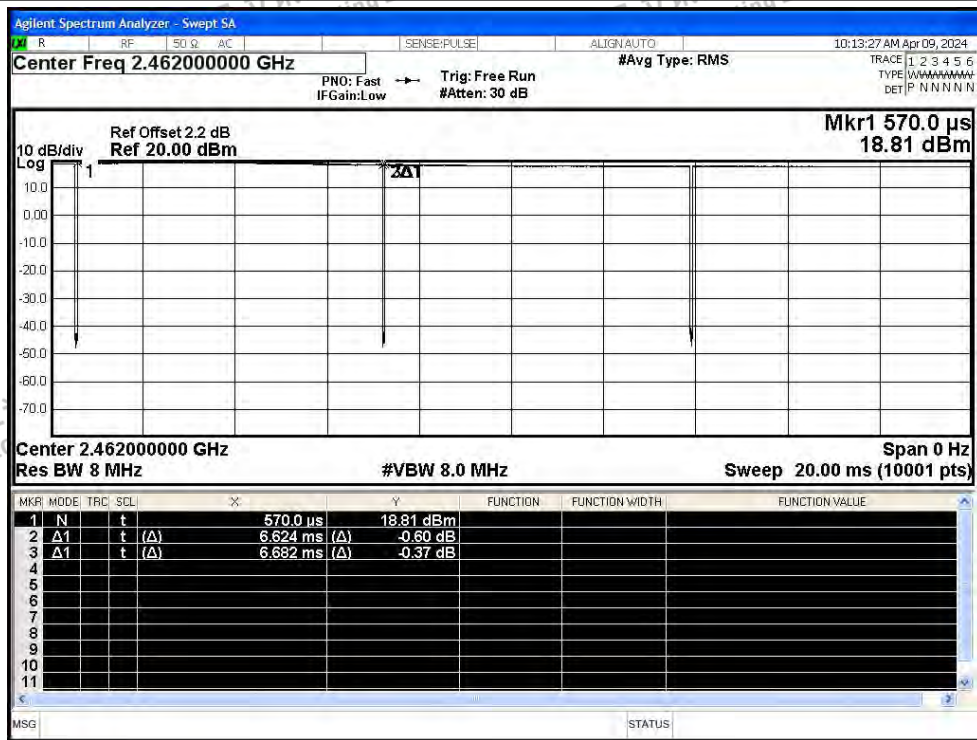 Agilent Spectrum Analyzer - Swept SA
R RF 50 Ω AC SENSE:PULSE ALIGN AUTO 10:13:27 AM Apr 09, 2024
Center Freq 2.462000000 GHz #Avg Type: RMS TRACE 1 2 3 4 5 6
PNO: Fast Trig: Free Run TYPE WWWWWW
IFGain:Low #Atten: 30 dB DET P N N N N N
Mkr1 570.0 µs
Ref Offset 2.2 dB
10 dB/div Ref 20.00 dBm 18.81 dBm
Log
1 2Δ1
10.0
0.00
-10.0
-20.0
-30.0
-40.0
-50.0
-60.0
-70.0
Center 2.462000000 GHz Span 0 Hz
Res BW 8 MHz #VBW 8.0 MHz Sweep 20.00 ms (10001 pts)
MKR MODE TRC SCL X Y FUNCTION FUNCTION WIDTH FUNCTION VALUE
1 N t 570.0 µs 18.81 dBm
2 Δ1 t (Δ) 6.624 ms (Δ) -0.60 dB
3 Δ1 t (Δ) 6.682 ms (Δ) -0.37 dB
4
5
6
7
8
9
10
11
MSG STATUS